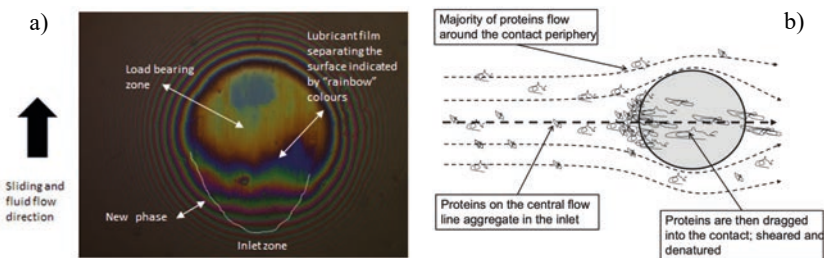 a)
Load bearing
zone
Lubricant film
separating the
surface indicated
by "rainbow"
colours
Sliding and
fluid flow
direction
New phase
Inlet zone
b)
Majority of proteins flow
around the contact periphery
Proteins on the central flow
line aggregate in the inlet
Proteins are then dragged
into the contact; sheared and
denatured